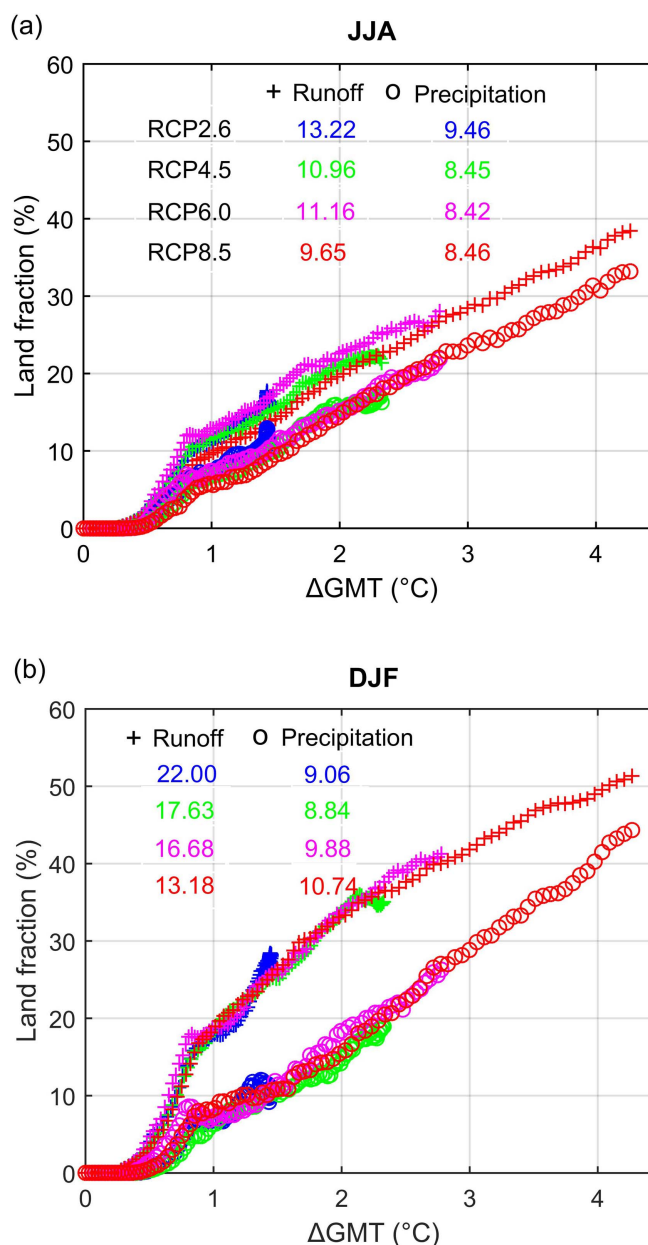 (a)
JJA
+ Runoff o Precipitation
RCP2.6 13.22 9.46
RCP4.5 10.96 8.45
RCP6.0 11.16 8.42
RCP8.5 9.65 8.46
60
50
40
30
20
10
0
Land fraction (%)
0 1 2 3 4
ΔGMT (°C)
(b)
DJF
+ Runoff o Precipitation
22.00 9.06
17.63 8.84
16.68 9.88
13.18 10.74
60
50
40
30
20
10
0
Land fraction (%)
0 1 2 3 4
ΔGMT (°C)